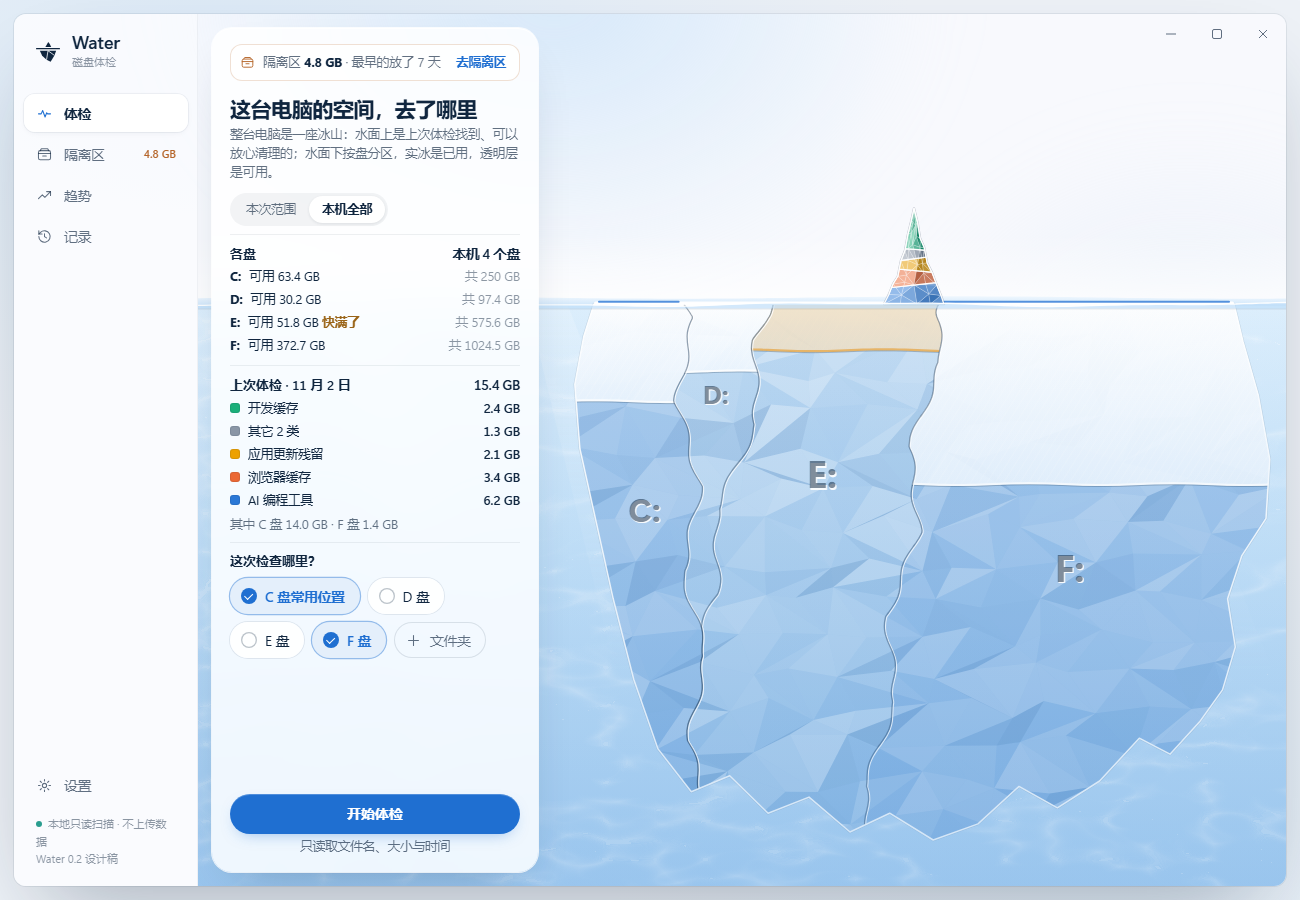 Water
磁盘体检
体检
隔离区 4.8 GB
趋势
记录
设置
本地只读扫描 · 不上传数
据
Water 0.2 设计稿
隔离区 4.8 GB · 最早的放了 7 天 去隔离区
这台电脑的空间，去了哪里
整台电脑是一座冰山：水面上是上次体检找到、可以
放心清理的；水面下按盘分区，实冰是已用，透明层
是可用。
本次范围 本机全部
各盘 本机 4 个盘
C: 可用 63.4 GB 共 250 GB
D: 可用 30.2 GB 共 97.4 GB
E: 可用 51.8 GB 快满了 共 575.6 GB
F: 可用 372.7 GB 共 1024.5 GB
上次体检 · 11 月 2 日 15.4 GB
开发缓存 2.4 GB
其它 2 类 1.3 GB
应用更新残留 2.1 GB
浏览器缓存 3.4 GB
AI 编程工具 6.2 GB
其中 C 盘 14.0 GB · F 盘 1.4 GB
这次检查哪里?
C 盘常用位置 D 盘
E 盘 F 盘 文件夹
开始体检
只读取文件名、大小与时间
D:
E:
C:
F: